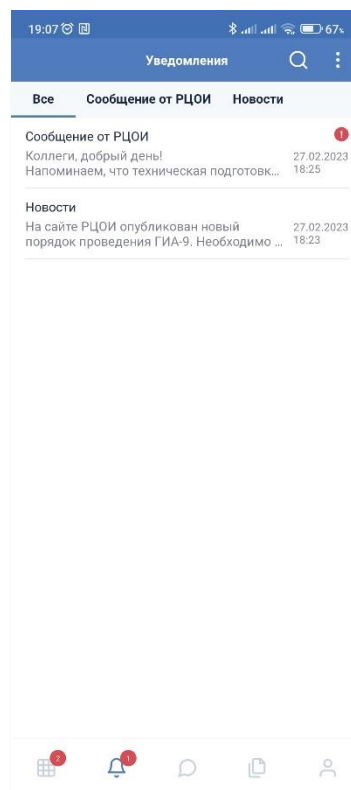 19:07 67%
Уведомления
Все Сообщение от РЦОИ Новости
Сообщение от РЦОИ 1
Коллеги, добрый день! 27.02.2023
Напоминаем, что техническая подготовк... 18:25
Новости
На сайте РЦОИ опубликован новый 27.02.2023
порядок проведения ГИА-9. Необходимо ... 18:23
2 1